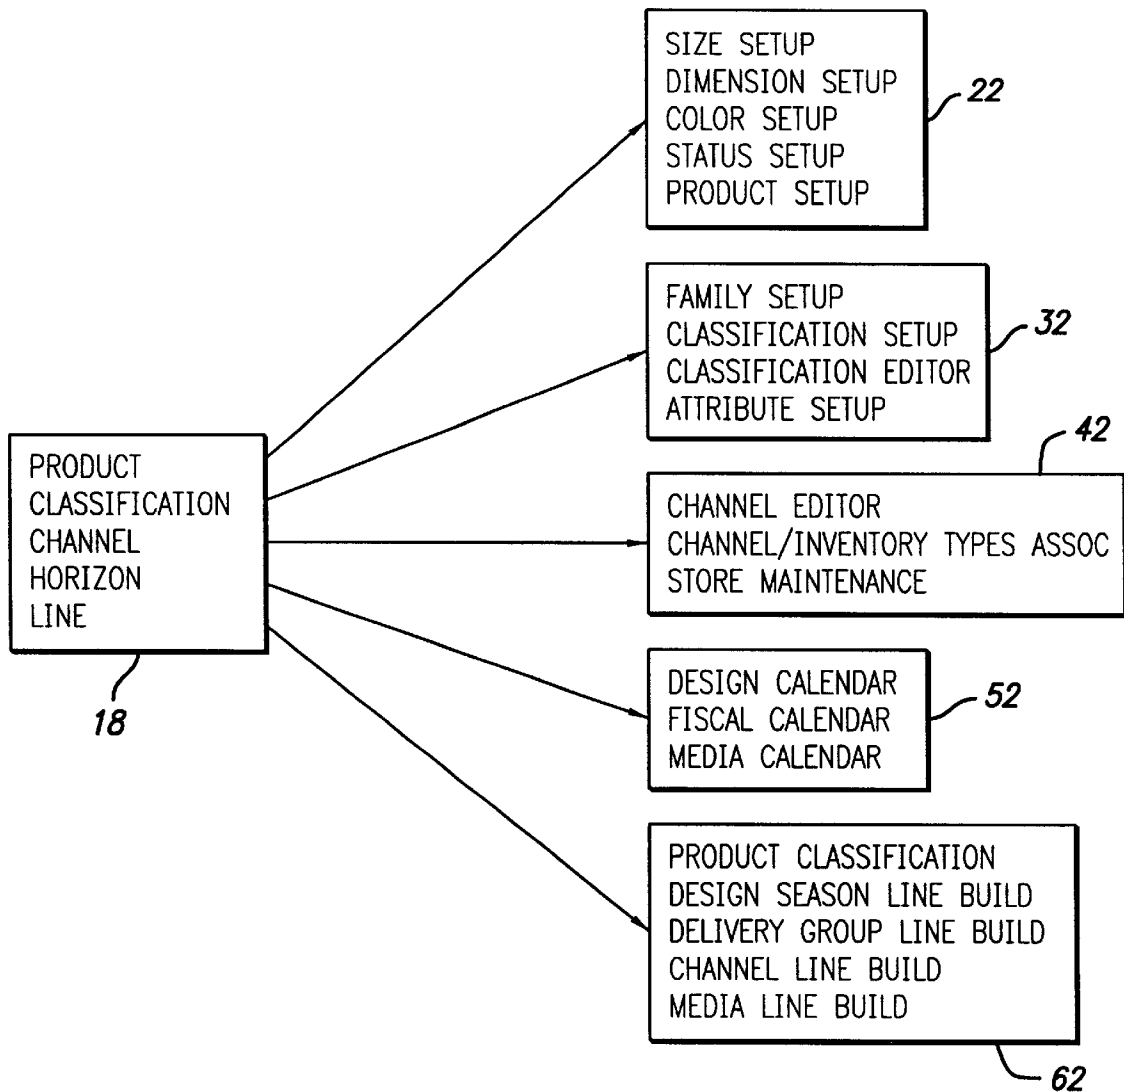 SIZE SETUP
DIMENSION SETUP
COLOR SETUP
STATUS SETUP
PRODUCT SETUP
22
FAMILY SETUP
CLASSIFICATION SETUP
CLASSIFICATION EDITOR
ATTRIBUTE SETUP
32
PRODUCT
CLASSIFICATION
CHANNEL
HORIZON
LINE
18
42
CHANNEL EDITOR
CHANNEL/INVENTORY TYPES ASSOC
STORE MAINTENANCE
DESIGN CALENDAR
FISCAL CALENDAR
MEDIA CALENDAR
52
PRODUCT CLASSIFICATION
DESIGN SEASON LINE BUILD
DELIVERY GROUP LINE BUILD
CHANNEL LINE BUILD
MEDIA LINE BUILD
62